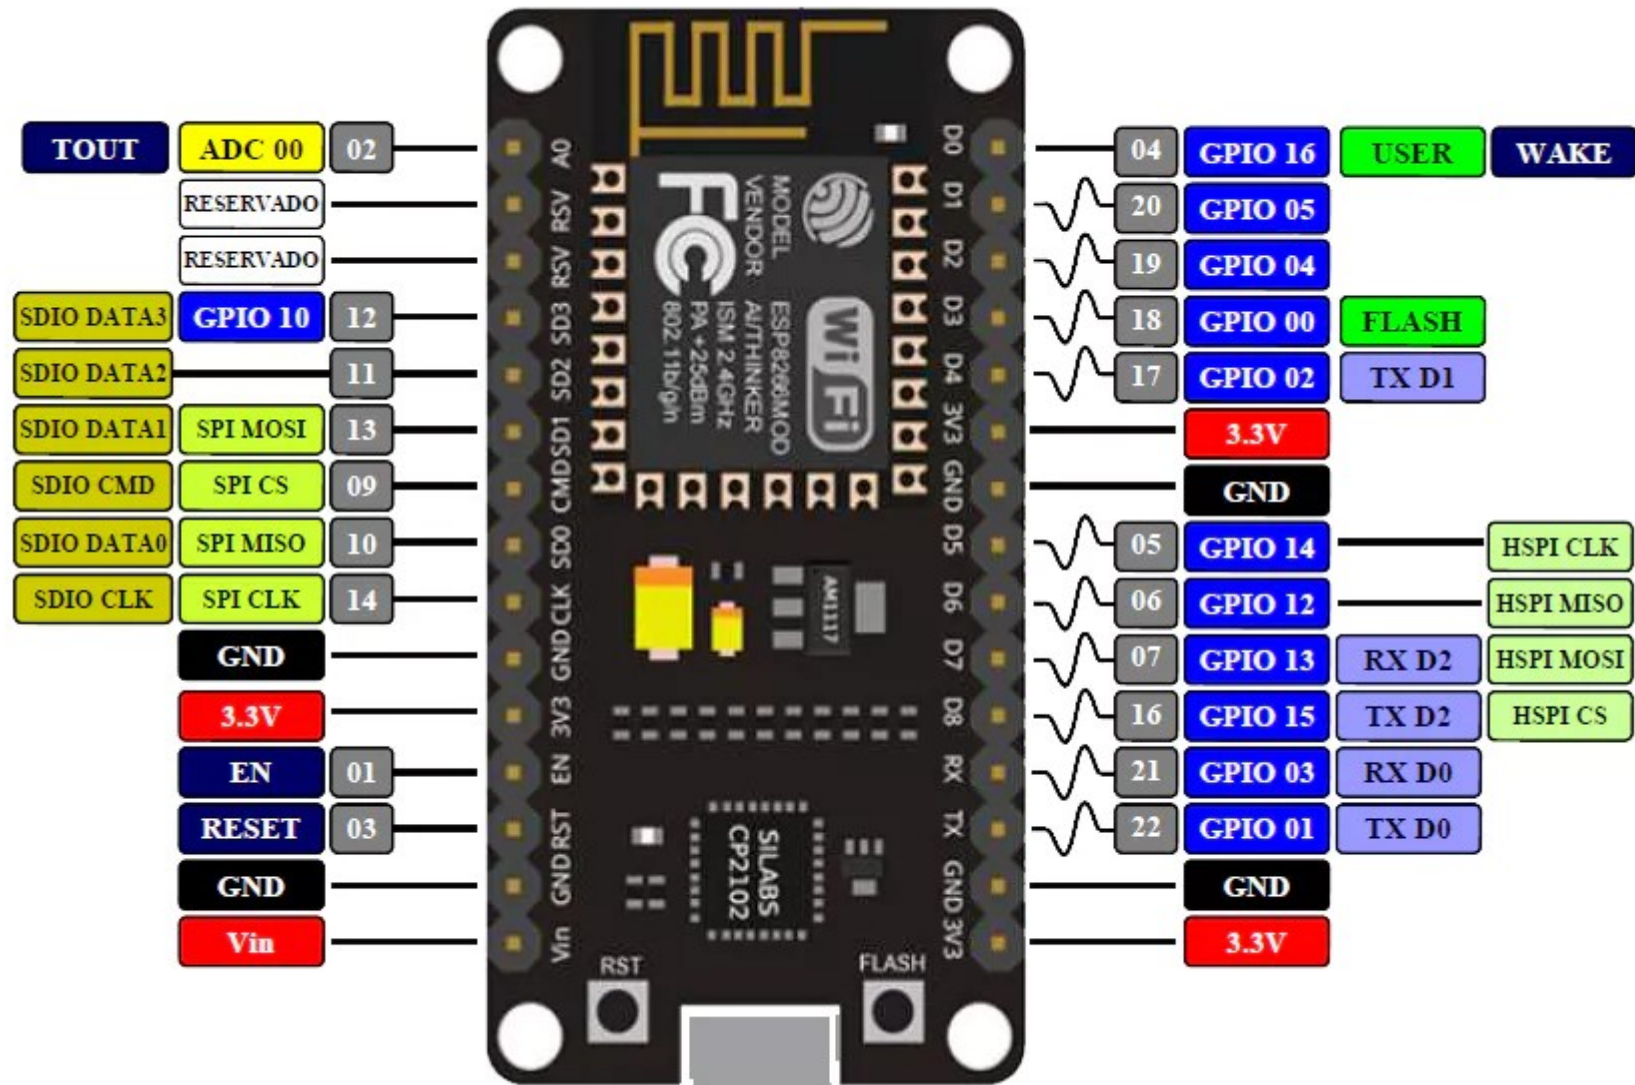 TOUT ADC 00 02 A0
RESERVADO RSV
RESERVADO RSV
SDIO DATA3 GPIO 10 12 SD3
SDIO DATA2 11 SD2
SDIO DATA1 SPI MOSI 13 SD1
SDIO CMD SPI CS 09 CMD
SDIO DATA0 SPI MISO 10 SD0
SDIO CLK SPI CLK 14 CLK
GND GND
3.3V 3V3
EN 01 EN
RESET 03 RST
GND GND
Vin Vin
MODEL
VENDOR
ESP8266MOD
AI/THINKER
ISM 2.4GHz
PA +25dBm
802.11b/g/n
FC
WiFi
AM1117
SILABS
CP2102
RST
FLASH
D0 04 GPIO 16 USER WAKE
D1 20 GPIO 05
D2 19 GPIO 04
D3 18 GPIO 00 FLASH
D4 17 GPIO 02 TX D1
3V3 3.3V
GND GND
D5 05 GPIO 14 HSPI CLK
D6 06 GPIO 12 HSPI MISO
D7 07 GPIO 13 RX D2 HSPI MOSI
D8 16 GPIO 15 TX D2 HSPI CS
RX 21 GPIO 03 RX D0
TX 22 GPIO 01 TX D0
GND GND
3V3 3.3V